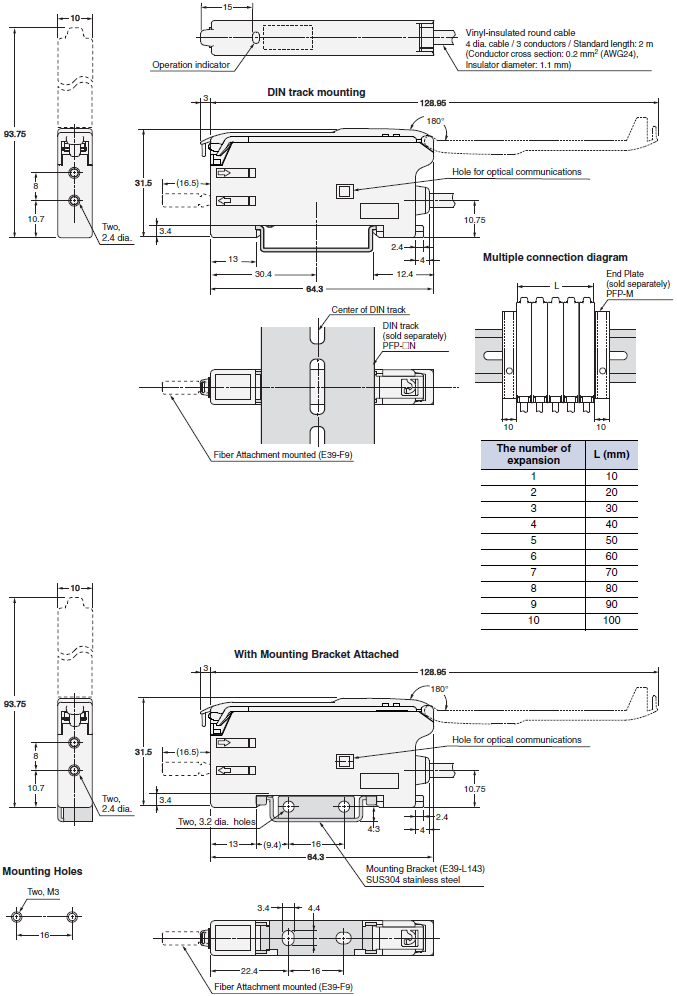 10
93.75
8
10.7
Two,
2.4 dia.
15
Operation indicator
Vinyl-insulated round cable
4 dia. cable / 3 conductors / Standard length: 2 m
(Conductor cross section: 0.2 mm² (AWG24),
Insulator diameter: 1.1 mm)
DIN track mounting
3
128.95
180°
31.5
(16.5)
Hole for optical communications
3.4
10.75
2.4
4
13
30.4
12.4
64.3
Center of DIN track
DIN track
(sold separately)
PFP-□N
Fiber Attachment mounted (E39-F9)
Multiple connection diagram
End Plate
(sold separately)
PFP-M
L
10
10
The number of expansion L (mm)
1 10
2 20
3 30
4 40
5 50
6 60
7 70
8 80
9 90
10 100
10
93.75
8
10.7
Two,
2.4 dia.
With Mounting Bracket Attached
3
128.95
180°
31.5
(16.5)
Hole for optical communications
3.4
10.75
Two, 3.2 dia. holes
2.4
4.3
4
13
(9.4)
16
64.3
Mounting Bracket (E39-L143)
SUS304 stainless steel
Mounting Holes
Two, M3
16
3.4
4.4
22.4
16
Fiber Attachment mounted (E39-F9)